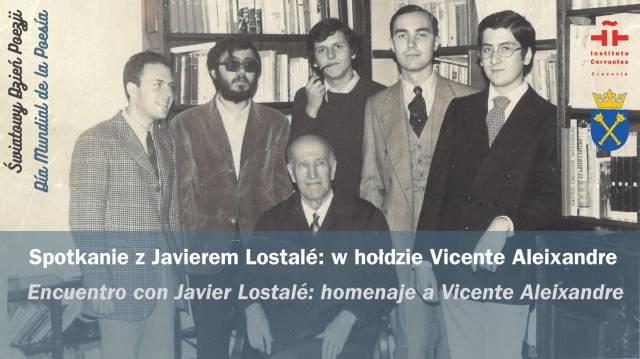 Światowy Dzień Poezji
Día Mundial de la Poesía
Instituto
Cervantes
Cracovia
Spotkanie z Javierem Lostalé: w hołdzie Vicente Aleixandre
Encuentro con Javier Lostalé: homenaje a Vicente Aleixandre